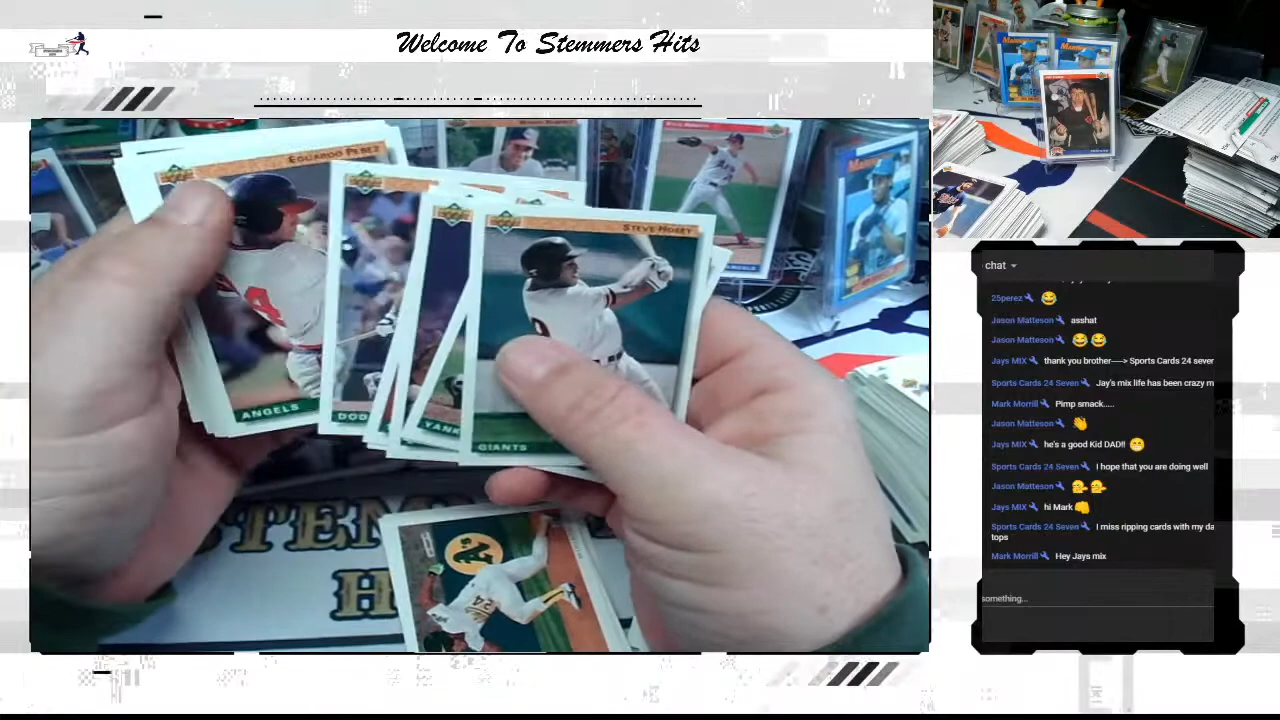 Welcome To Stemmers Hits
EDUARDO PEREZ
STEVE HOSEY
ANGELS
DOD
YANK
GIANTS
ANGELS
STEM
H
chat
25perez
Jason Matteson asshat
Jason Matteson
Jays MIX thank you brother----> Sports Cards 24 sever
Sports Cards 24 Seven Jay's mix life has been crazy m
Mark Morrill Pimp smack.....
Jason Matteson
Jays MIX he's a good Kid DAD!!
Sports Cards 24 Seven I hope that you are doing well
Jason Matteson
Jays MIX hi Mark
Sports Cards 24 Seven I miss ripping cards with my da
tops
Mark Morrill Hey Jays mix
something...